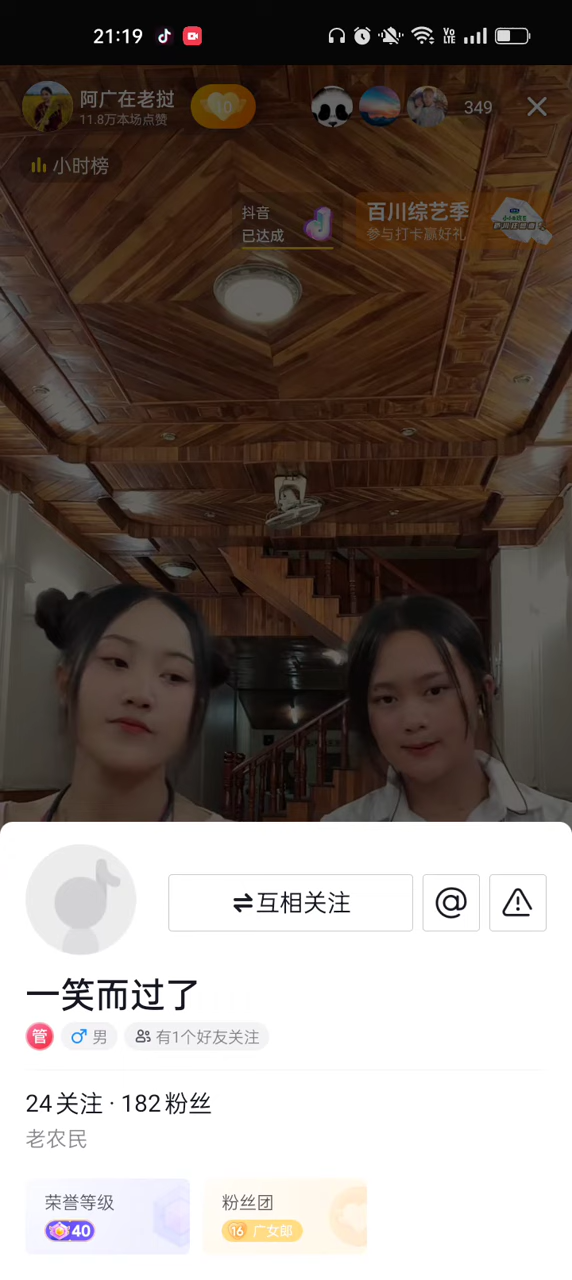 21:19
VO LTE
阿广在老挝
11.8万本场点赞
10
349
小时榜
抖音
已达成
百川综艺季
参与打卡赢好礼
互相关注
@
一笑而过了
管
男
有1个好友关注
24关注 · 182粉丝
老农民
荣誉等级
40
粉丝团
16 广女郎